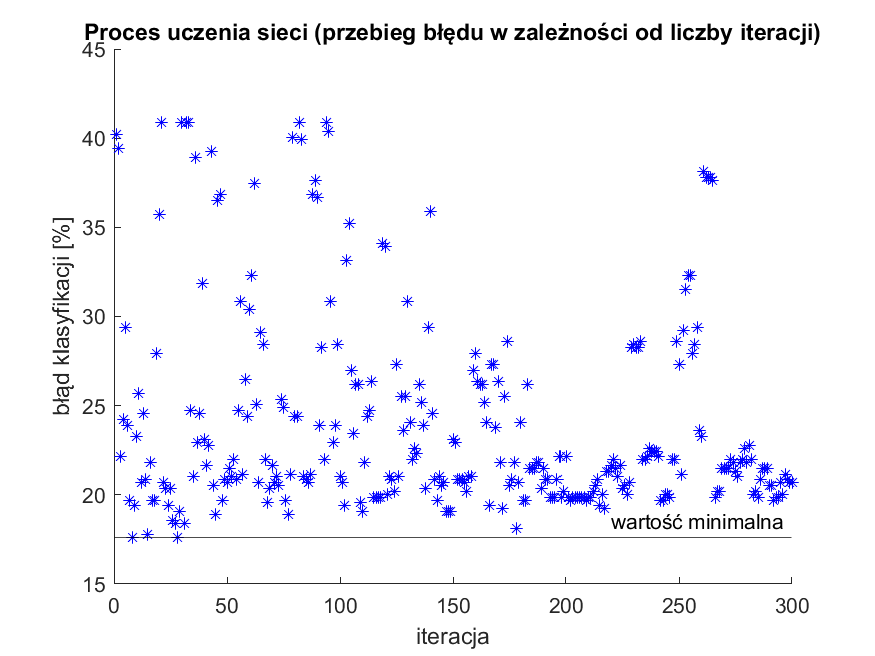 Proces uczenia sieci (przebieg błędu w zależności od liczby iteracji)
45
40
35
30
25
20
15
błąd klasyfikacji [%]
wartość minimalna
0 50 100 150 200 250 300
iteracja